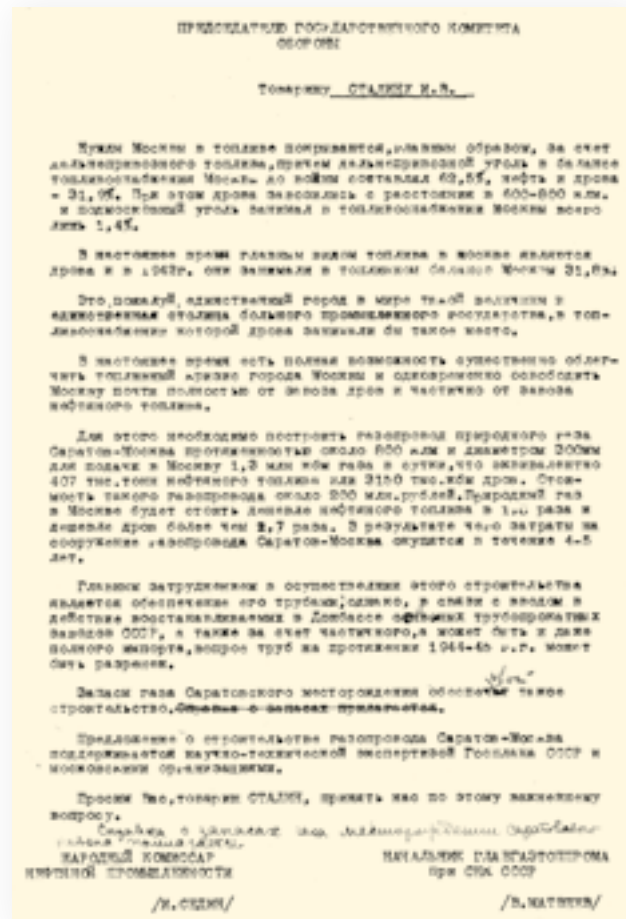 ПРЕДСЕДАТЕЛЮ ГОСУДАРСТВЕННОГО КОМИТЕТА
ОБОРОНЫ
Товарищу СТАЛИНУ И.В.
Нужды Москвы в топливе покрываются, главным образом, за счет
дальнепривозного топлива, причем дальнепривозной уголь в балансе
топливоснабжения Москвы до войны составлял 62,5%, нефть и дрова
- 31,9%. При этом дрова завозились с расстояния в 600-800 клм.
и подмосковный уголь занимал в топливоснабжении Москвы всего
лишь 1,4%.
В настоящее время главным видом топлива в Москве являются
дрова и в 1942г. они занимали в топливном балансе Москвы
Это, пожалуй, единственный город в мире такой величины и
единственная столица большого промышленного государства, в топ-
ливоснабжении которой дрова занимали бы такое место.
В настоящее время есть полная возможность существенно облег-
чить топливный кризис города Москвы и одновременно освободить
Москву почти полностью от завоза дров и частично от завоза
нефтяного топлива.
Для этого необходимо построить газопровод природного газа
Саратов-Москва протяженностью около 800 клм и диаметром 300мм
для подачи в Москву 1,3 млн кбм газа в сутки, что эквивалентно
407 тыс.тонн нефтяного топлива или 3150 тыс.кбм дров. Стои-
мость такого газопровода около 200 млн.рублей. Природный газ
в Москве будет стоить дешевле нефтяного топлива в раза и
дешевле дров более чем 2,7 раза. В результате чего затраты на
сооружение газопровода Саратов-Москва окупятся в течение 4-5
лет.
Главным затруднением в осуществлении этого строительства
является обеспечение его трубами; однако, в связи с вводом в
действие восстанавливаемых в Донбассе трубопрокатных
заводов СССР, а также за счет частичного, а может быть и даже
полного импорта, вопрос труб на протяжении 1944-45 г.г. может
быть разрешен.
Запасы газа Саратовского месторождения такое
строительство. Справка о запасах прилагается.
Предложение о строительстве газопровода Саратов-Москва
поддерживается научно-технической экспертизой Госплана СССР и
московскими организациями.
Просим Вас, товарищ СТАЛИН, принять нас по этому важнейшему
вопросу.
Справка о запасах
НАРОДНЫЙ КОМИССАР НАЧАЛЬНИК ГЛАВГАЗТОППРОМА
НЕФТЯНОЙ ПРОМЫШЛЕННОСТИ при СНК СССР
/И.СЕДИН/ /В.МАТВЕЕВ/